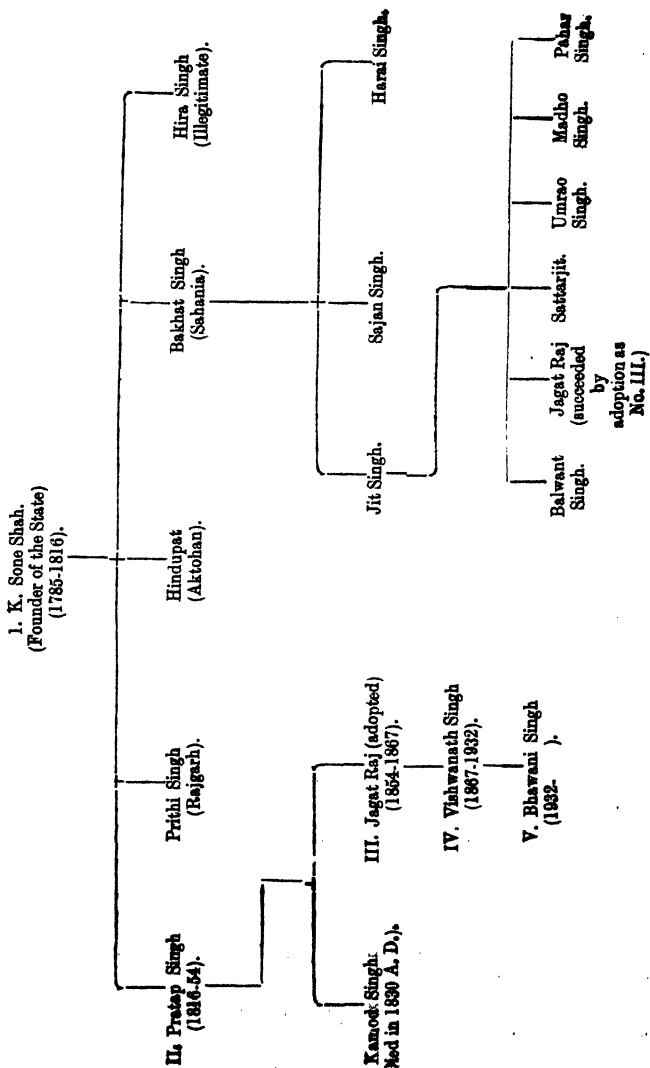 1. K. Sone Shah.
(Founder of the State)
(1785-1816).
II. Pratap Singh
(1816-54).
Prithi Singh
(Rajgarh).
Hindupat
(Aktohan).
Bakhat Singh
(Sahania).
Hira Singh
(Illegitimate).
Kamod Singh:
Died in 1830 A. D.).
III. Jagat Raj (adopted)
(1854-1867).
IV. Vishwanath Singh
(1867-1932).
V. Bhawani Singh
(1932- ).
Jit Singh.
Sajan Singh.
Harai Singh.
Balwant
Singh.
Jagat Raj
(succeeded
by
adoption as
No. III.)
Sattarjit.
Umrao
Singh.
Madho
Singh.
Pahar
Singh.